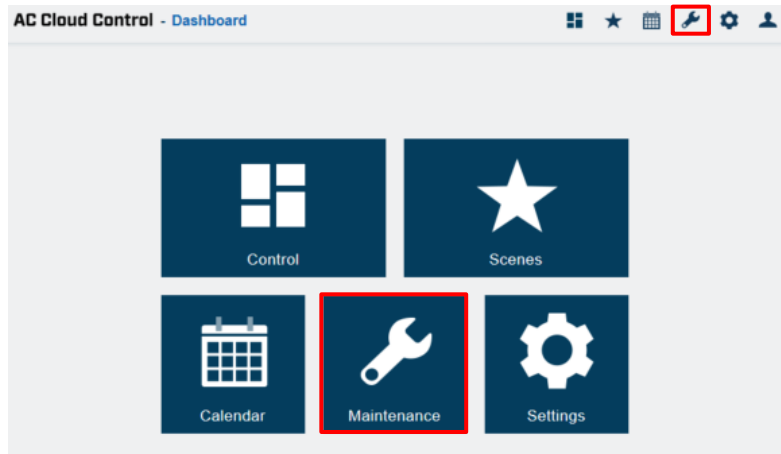 AC Cloud Control - Dashboard
Control
Scenes
Calendar
Maintenance
Settings